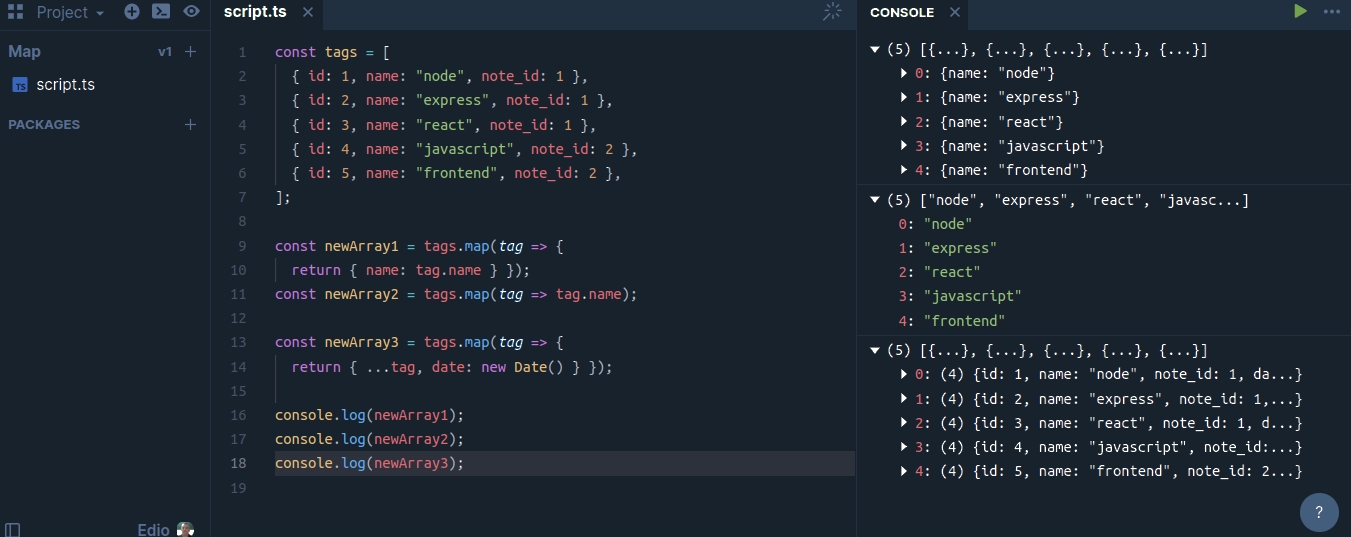 Project
script.ts
CONSOLE
Map v1
script.ts
PACKAGES
1 const tags = [
2 { id: 1, name: "node", note_id: 1 },
3 { id: 2, name: "express", note_id: 1 },
4 { id: 3, name: "react", note_id: 1 },
5 { id: 4, name: "javascript", note_id: 2 },
6 { id: 5, name: "frontend", note_id: 2 },
7 ];
8
9 const newArray1 = tags.map(tag => {
10 return { name: tag.name } });
11 const newArray2 = tags.map(tag => tag.name);
12
13 const newArray3 = tags.map(tag => {
14 return { ...tag, date: new Date() } });
15
16 console.log(newArray1);
17 console.log(newArray2);
18 console.log(newArray3);
19
(5) [{...}, {...}, {...}, {...}, {...}]
0: {name: "node"}
1: {name: "express"}
2: {name: "react"}
3: {name: "javascript"}
4: {name: "frontend"}
(5) ["node", "express", "react", "javasc...]
0: "node"
1: "express"
2: "react"
3: "javascript"
4: "frontend"
(5) [{...}, {...}, {...}, {...}, {...}]
0: (4) {id: 1, name: "node", note_id: 1, da...}
1: (4) {id: 2, name: "express", note_id: 1,...}
2: (4) {id: 3, name: "react", note_id: 1, d...}
3: (4) {id: 4, name: "javascript", note_id:...}
4: (4) {id: 5, name: "frontend", note_id: 2...}
Edio
?